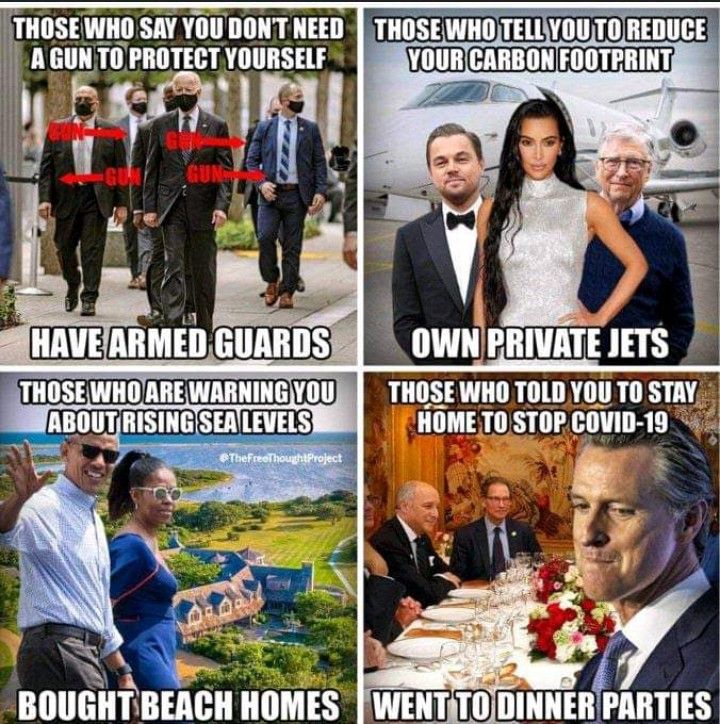 THOSE WHO SAY YOU DON'T NEED
A GUN TO PROTECT YOURSELF
GUN
GUN
GUN
GUN
HAVE ARMED GUARDS
THOSE WHO TELL YOU TO REDUCE
YOUR CARBON FOOTPRINT
OWN PRIVATE JETS
THOSE WHO ARE WARNING YOU
ABOUT RISING SEA LEVELS
@TheFreeThoughtProject
BOUGHT BEACH HOMES
THOSE WHO TOLD YOU TO STAY
HOME TO STOP COVID-19
WENT TO DINNER PARTIES